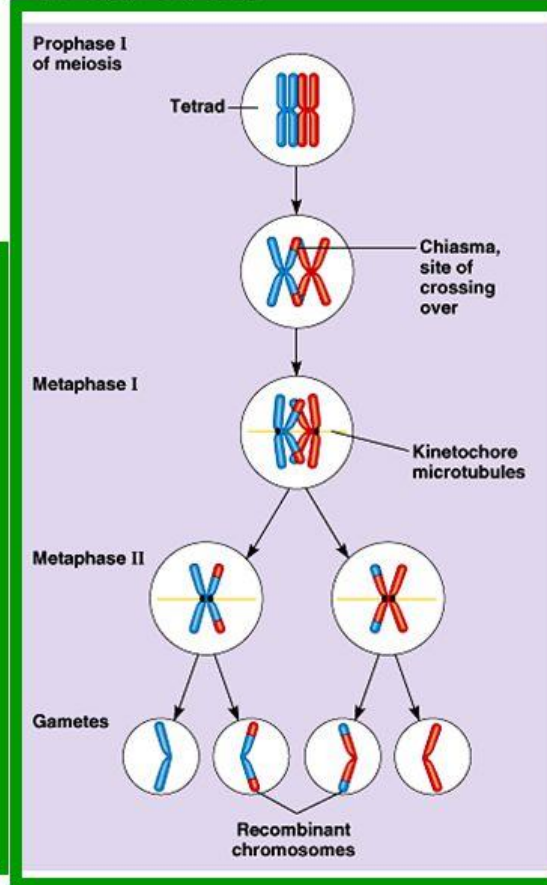 Prophase I
of meiosis
Tetrad
Chiasma,
site of
crossing
over
Metaphase I
Kinetochore
microtubules
Metaphase II
Gametes
Recombinant
chromosomes